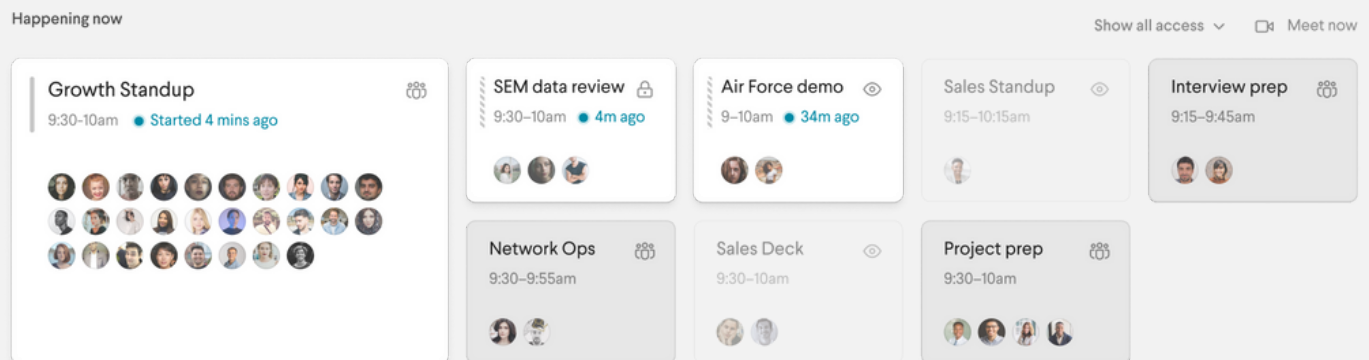 Happening now
Show all access
Meet now
Growth Standup
9:30-10am Started 4 mins ago
SEM data review
9:30–10am 4m ago
Air Force demo
9–10am 34m ago
Sales Standup
9:15–10:15am
Interview prep
9:15–9:45am
Network Ops
9:30–9:55am
Sales Deck
9:30–10am
Project prep
9:30–10am